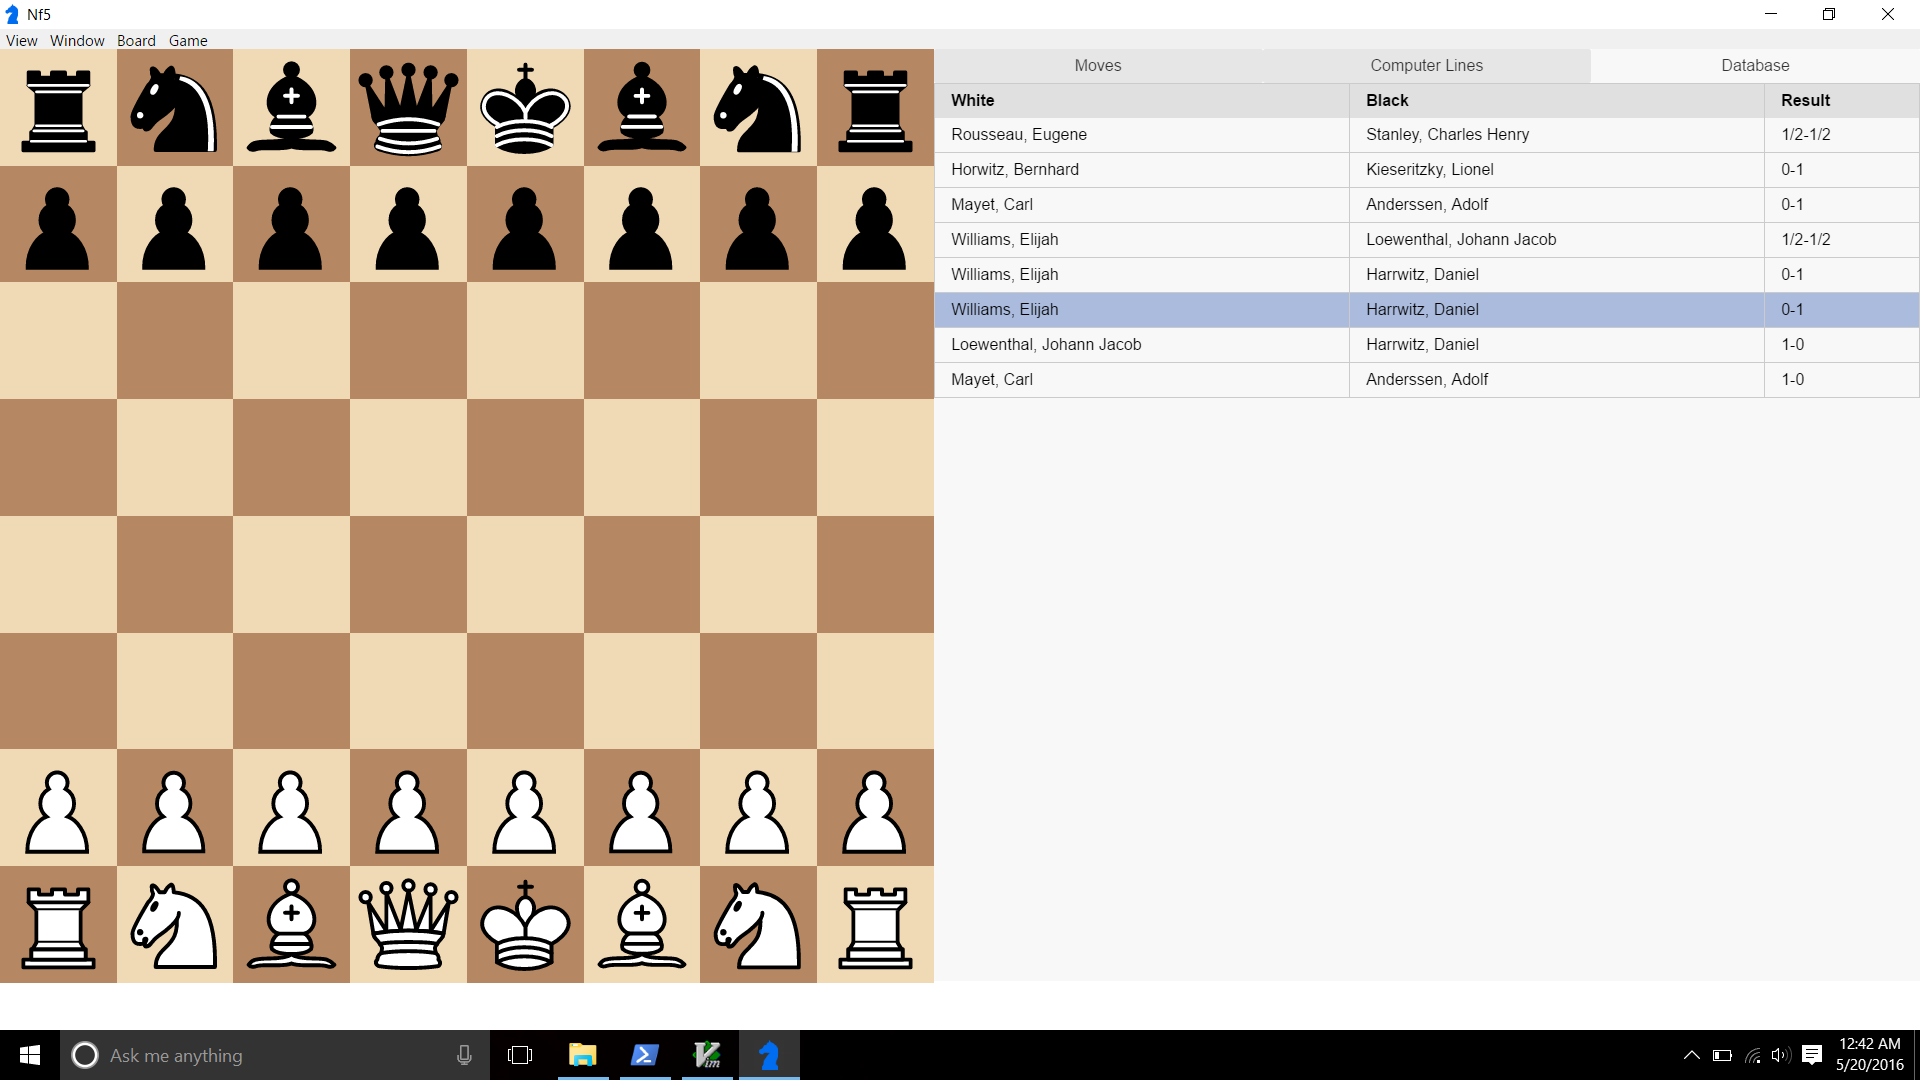 Nf5
View Window Board Game
Moves Computer Lines Database
White Black Result
Rousseau, Eugene Stanley, Charles Henry 1/2-1/2
Horwitz, Bernhard Kieseritzky, Lionel 0-1
Mayet, Carl Anderssen, Adolf 0-1
Williams, Elijah Loewenthal, Johann Jacob 1/2-1/2
Williams, Elijah Harrwitz, Daniel 0-1
Williams, Elijah Harrwitz, Daniel 0-1
Loewenthal, Johann Jacob Harrwitz, Daniel 1-0
Mayet, Carl Anderssen, Adolf 1-0
Ask me anything
Vim
12:42 AM
5/20/2016